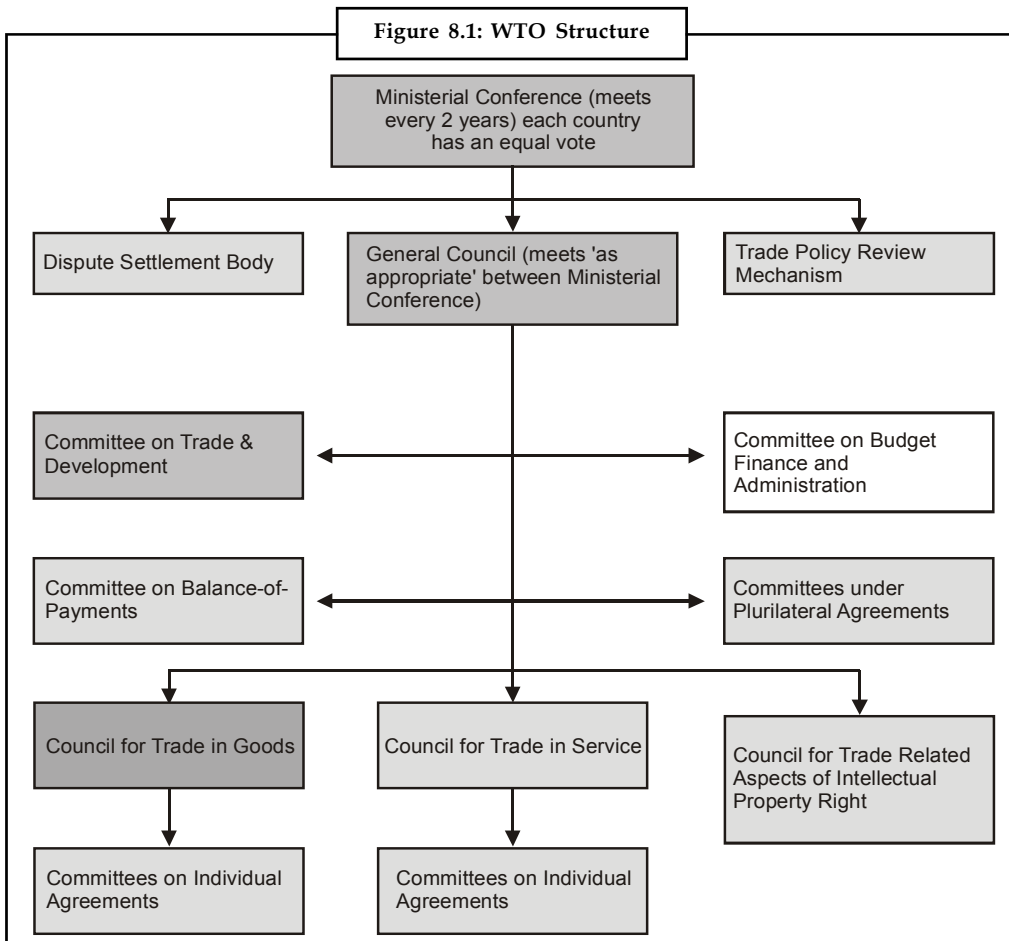 Figure 8.1: WTO Structure
Ministerial Conference (meets
every 2 years) each country
has an equal vote
Dispute Settlement Body
General Council (meets 'as
appropriate' between Ministerial
Conference)
Trade Policy Review
Mechanism
Committee on Trade &
Development
Committee on Budget
Finance and
Administration
Committee on Balance-of-
Payments
Committees under
Plurilateral Agreements
Council for Trade in Goods
Council for Trade in Service
Council for Trade Related
Aspects of Intellectual
Property Right
Committees on Individual
Agreements
Committees on Individual
Agreements